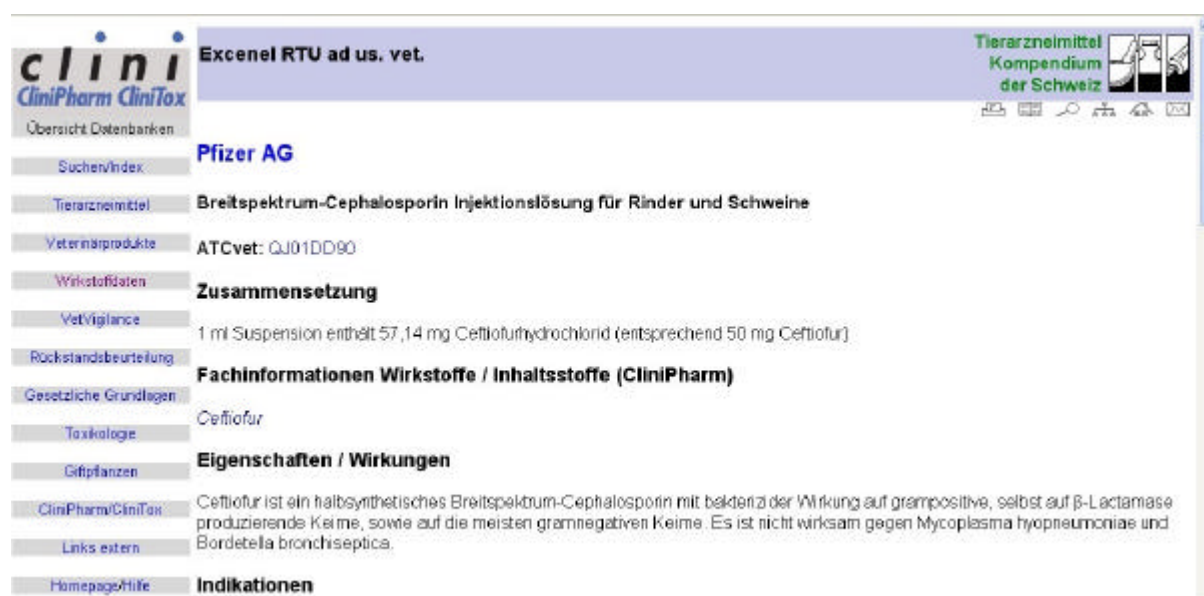 clini
CliniPharm CliniTox
Übersicht Datenbanken
Suchen/Index
Tierarzneimittel
Veterinärprodukte
Wirkstoffdaten
VetVigilance
Rückstandsbeurteilung
Gesetzliche Grundlagen
Toxikologie
Giftpflanzen
CliniPharm/CliniTox
Links extern
Homepage/Hilfe
Excenel RTU ad us. vet.
Tierarzneimittel
Kompendium
der Schweiz
Pfizer AG
Breitspektrum-Cephalosporin Injektionslösung für Rinder und Schweine
ATCvet: QJ01DD90
Zusammensetzung
1 ml Suspension enthält 57,14 mg Ceftiofurhydrochlorid (entsprechend 50 mg Ceftiofur)
Fachinformationen Wirkstoffe / Inhaltsstoffe (CliniPharm)
Ceftiofur
Eigenschaften / Wirkungen
Ceftiofur ist ein halbsynthetisches Breitspektrum-Cephalosporin mit bakterizider Wirkung auf grampositive, selbst auf β-Lactamase
produzierende Keime, sowie auf die meisten gramnegativen Keime. Es ist nicht wirksam gegen Mycoplasma hyopneumoniae und
Bordetella bronchiseptica.
Indikationen